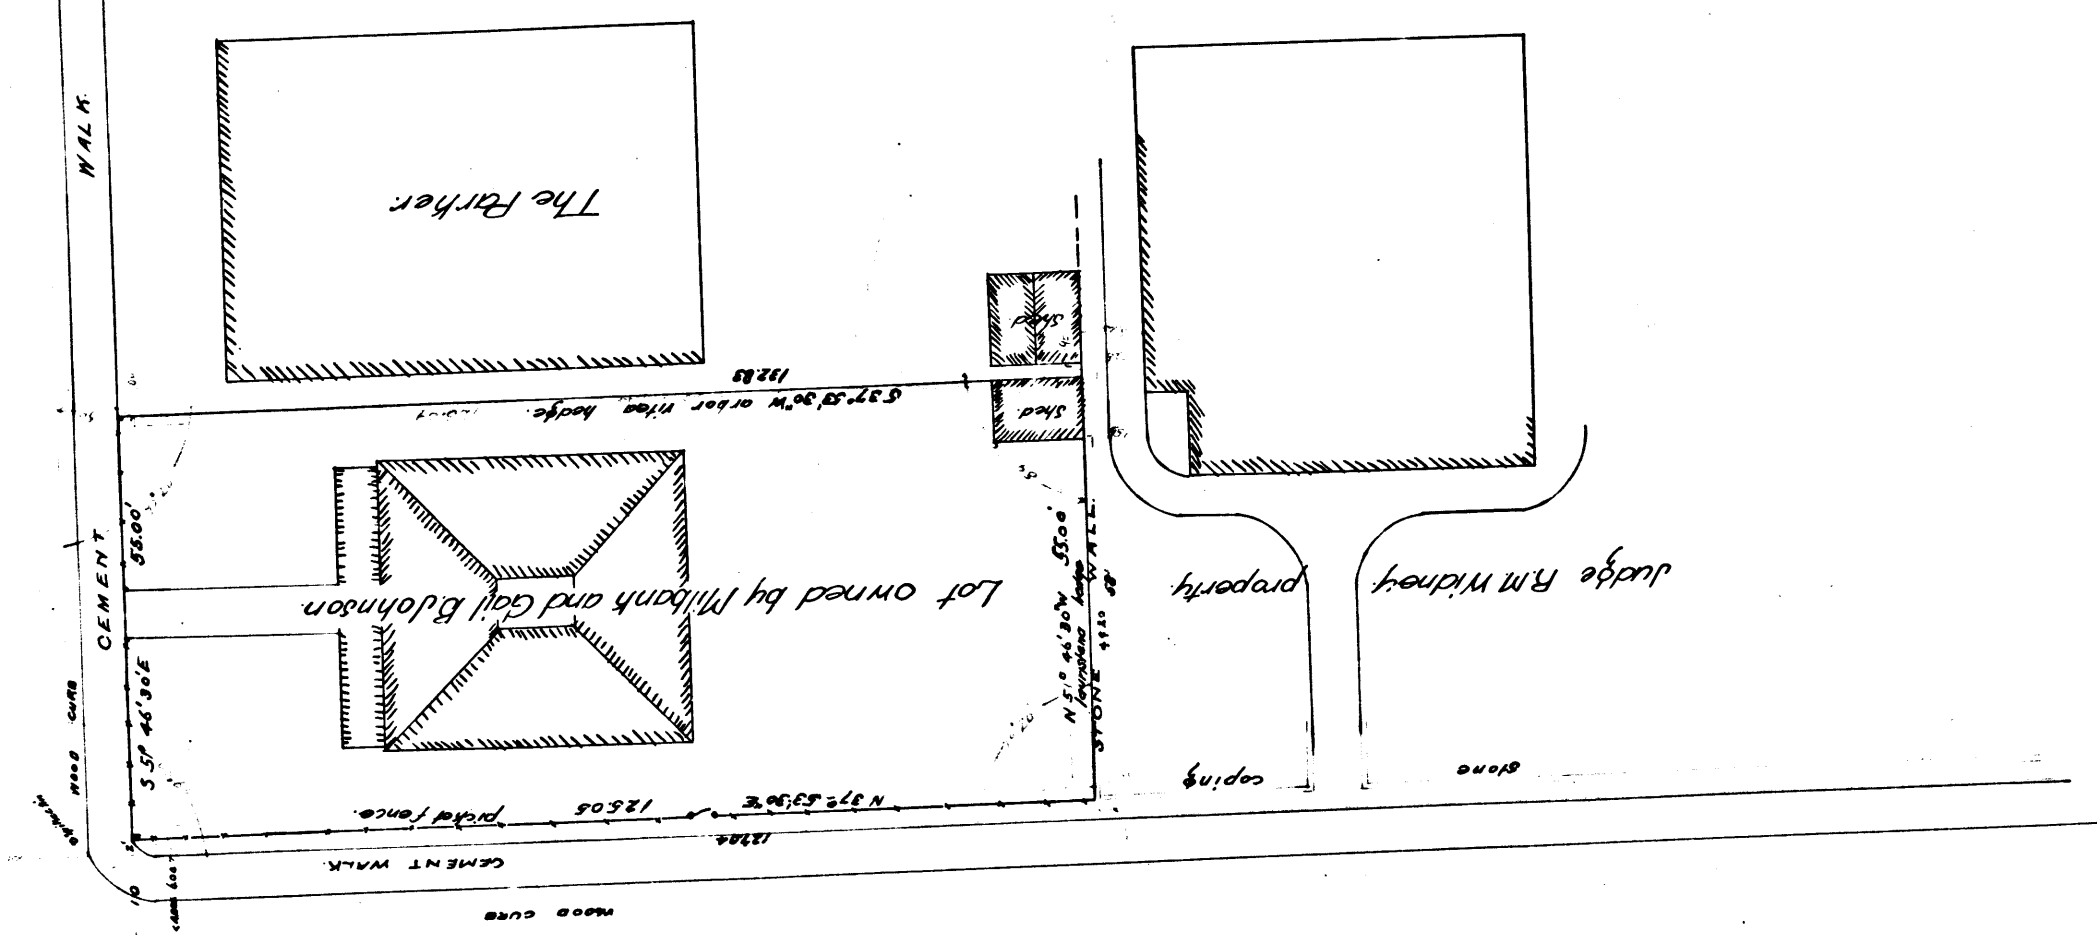 WALK.
CEMENT
WOOD CURB
The Parker.
132.83
S 37° 53' 30" W arbor vitae hedge.
Shed
Shed.
55.00'
S 51° 46' 30" E
Lot owned by Milbank and Gail B. Johnson.
N 51° 46' 30" W 55.00'
hedge
STONE WALL.
Judge R.M. Widney property.
stone coping
N 37° 53' 30" E 125.05 picket fence.
CEMENT WALK.
WOOD CURB
10